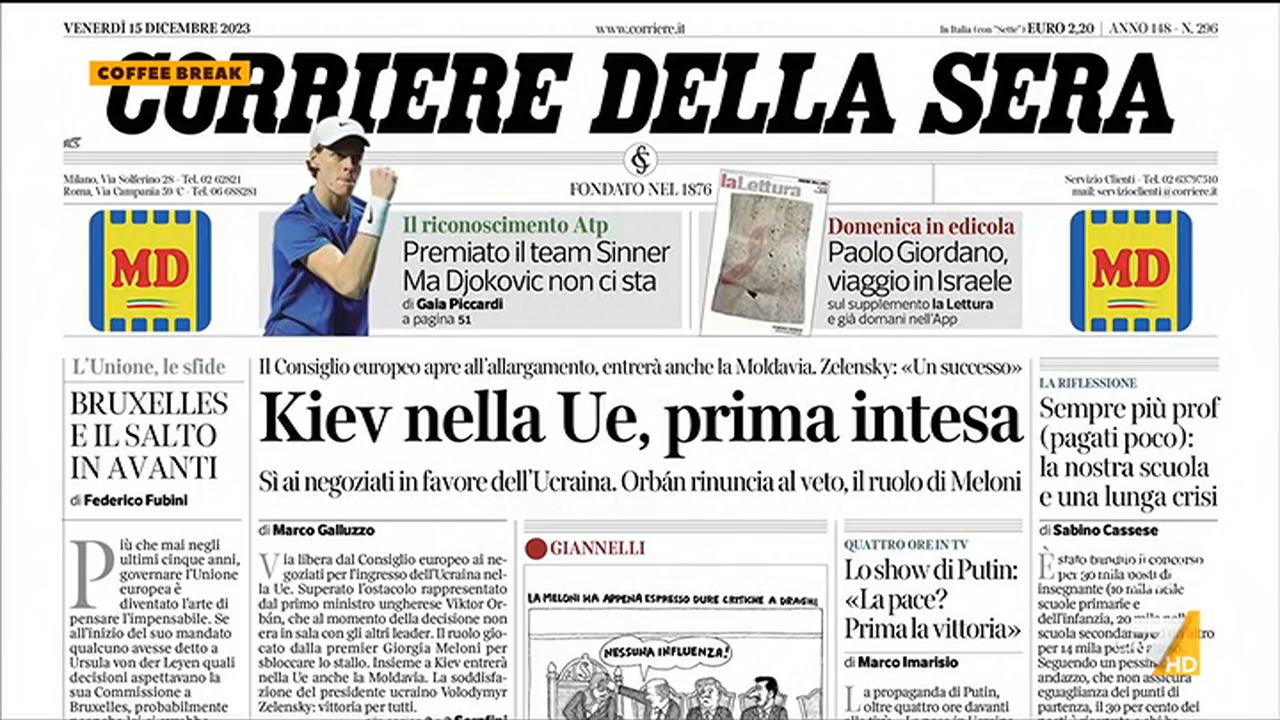 VENERDÌ 15 DICEMBRE 2023
www.corriere.it
In Italia (con "Sette") EURO 2,20 | ANNO 148 - N. 296
COFFEE BREAK
CORRIERE DELLA SERA
Milano, Via Solferino 28 - Tel. 02 62821
Roma, Via Campania 59/C - Tel. 06 688281
FONDATO NEL 1876
Servizio Clienti - Tel. 02 63797510
mail: servizioclienti@corriere.it
MD
Il riconoscimento Atp
Premiato il team Sinner
Ma Djokovic non ci sta
di Gaia Piccardi
a pagina 51
laLettura
Domenica in edicola
Paolo Giordano,
viaggio in Israele
sul supplemento la Lettura
e già domani nell'App
MD
L'Unione, le sfide
BRUXELLES
E IL SALTO
IN AVANTI
di Federico Fubini
Più che mai negli
ultimi cinque anni,
governare l'Unione
europea è
diventato l'arte di
pensare l'impensabile. Se
all'inizio del suo mandato
qualcuno avesse detto a
Ursula von der Leyen quali
decisioni aspettavano la
sua Commissione a
Bruxelles, probabilmente
Il Consiglio europeo apre all'allargamento, entrerà anche la Moldavia. Zelensky: «Un successo»
Kiev nella Ue, prima intesa
Sì ai negoziati in favore dell'Ucraina. Orbán rinuncia al veto, il ruolo di Meloni
di Marco Galluzzo
Via libera dal Consiglio europeo ai ne-
goziati per l'ingresso dell'Ucraina nel-
la Ue. Superato l'ostacolo rappresentato
dal primo ministro ungherese Viktor Or-
bán, che al momento della decisione non
era in sala con gli altri leader. Il ruolo gio-
cato dalla premier Giorgia Meloni per
sbloccare lo stallo. Insieme a Kiev entrerà
nella Ue anche la Moldavia. La soddisfa-
zione del presidente ucraino Volodymyr
Zelensky: vittoria per tutti.
GIANNELLI
LA MELONI HA APPENA ESPRESSO DURE CRITICHE A DRAGHI
NESSUNA INFLUENZA!
QUATTRO ORE IN TV
Lo show di Putin:
«La pace?
Prima la vittoria»
di Marco Imarisio
La propaganda di Putin,
oltre quattro ore davanti
LA RIFLESSIONE
Sempre più prof
(pagati poco):
la nostra scuola
e una lunga crisi
di Sabino Cassese
È stato bandito il concorso
per 30 mila posti di
insegnante (10 mila nelle
scuole primarie e
dell'infanzia, 20 mila
scuola
per 14 mila posti è
Seguendo un
andazzo, che non assicura
eguaglianza dei punti di
partenza, il 30 per cento dei
HD